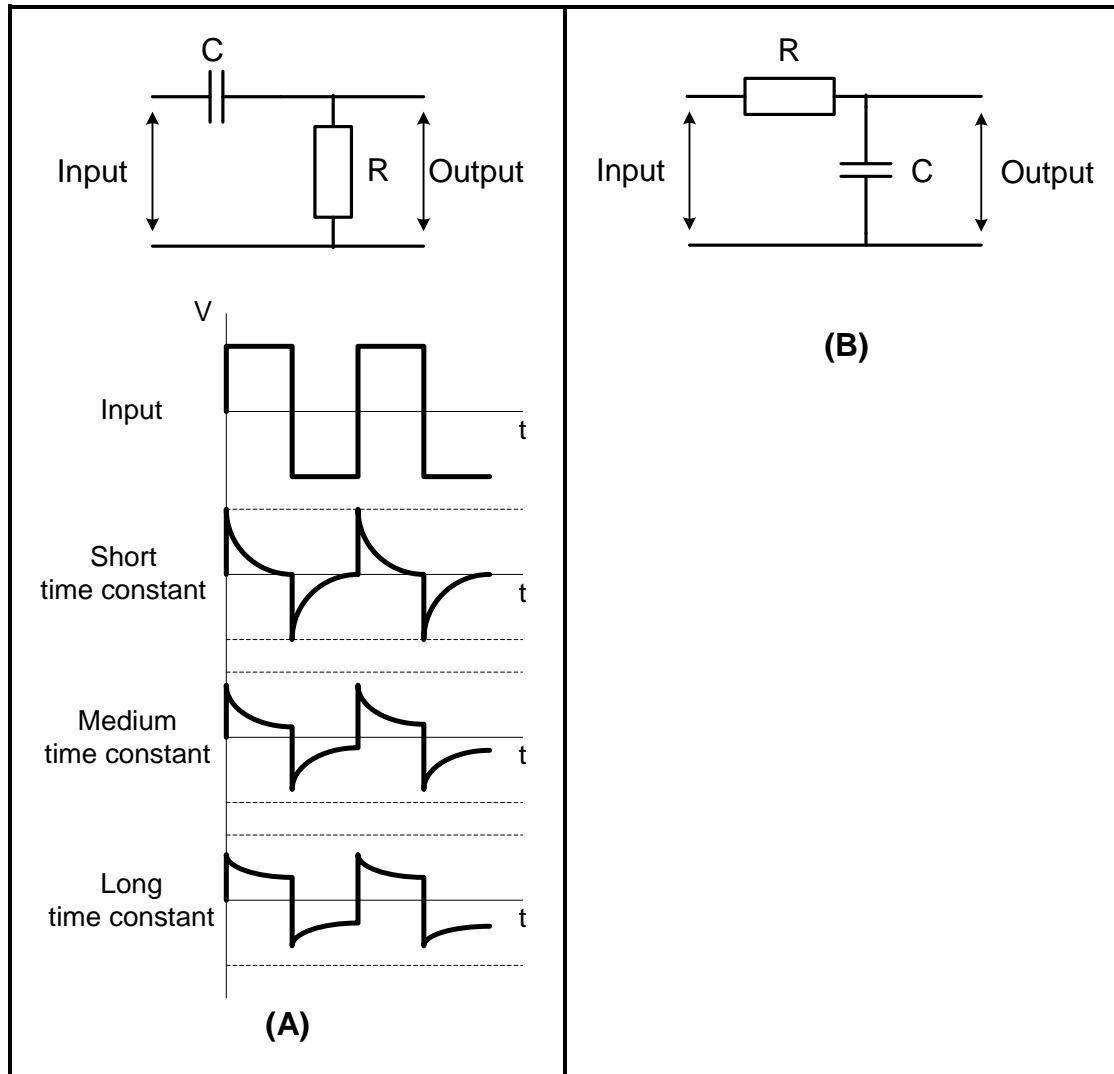 C
Input
R
Output
V
Input
t
Short
time constant
t
Medium
time constant
t
Long
time constant
t
(A)
R
Input
C
Output
(B)